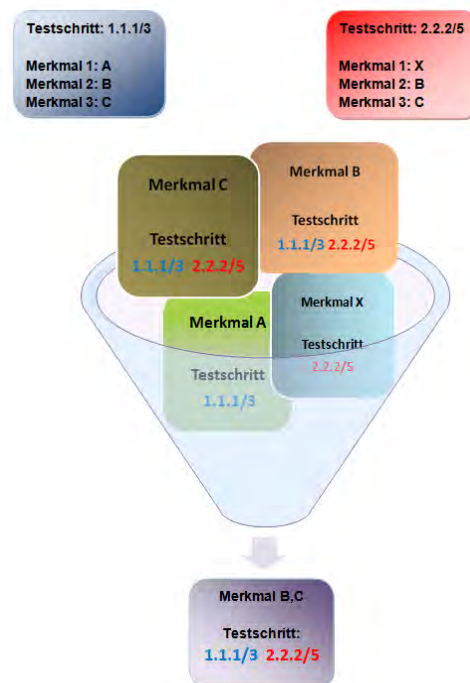 Testschritt: 1.1.1/3
Merkmal 1: A
Merkmal 2: B
Merkmal 3: C
Testschritt: 2.2.2/5
Merkmal 1: X
Merkmal 2: B
Merkmal 3: C
Merkmal C
Testschritt
1.1.1/3 2.2.2/5
Merkmal B
Testschritt
1.1.1/3 2.2.2/5
Merkmal A
Testschritt
1.1.1/3
Merkmal X
Testschritt
2.2.2/5
Merkmal B,C
Testschritt:
1.1.1/3 2.2.2/5